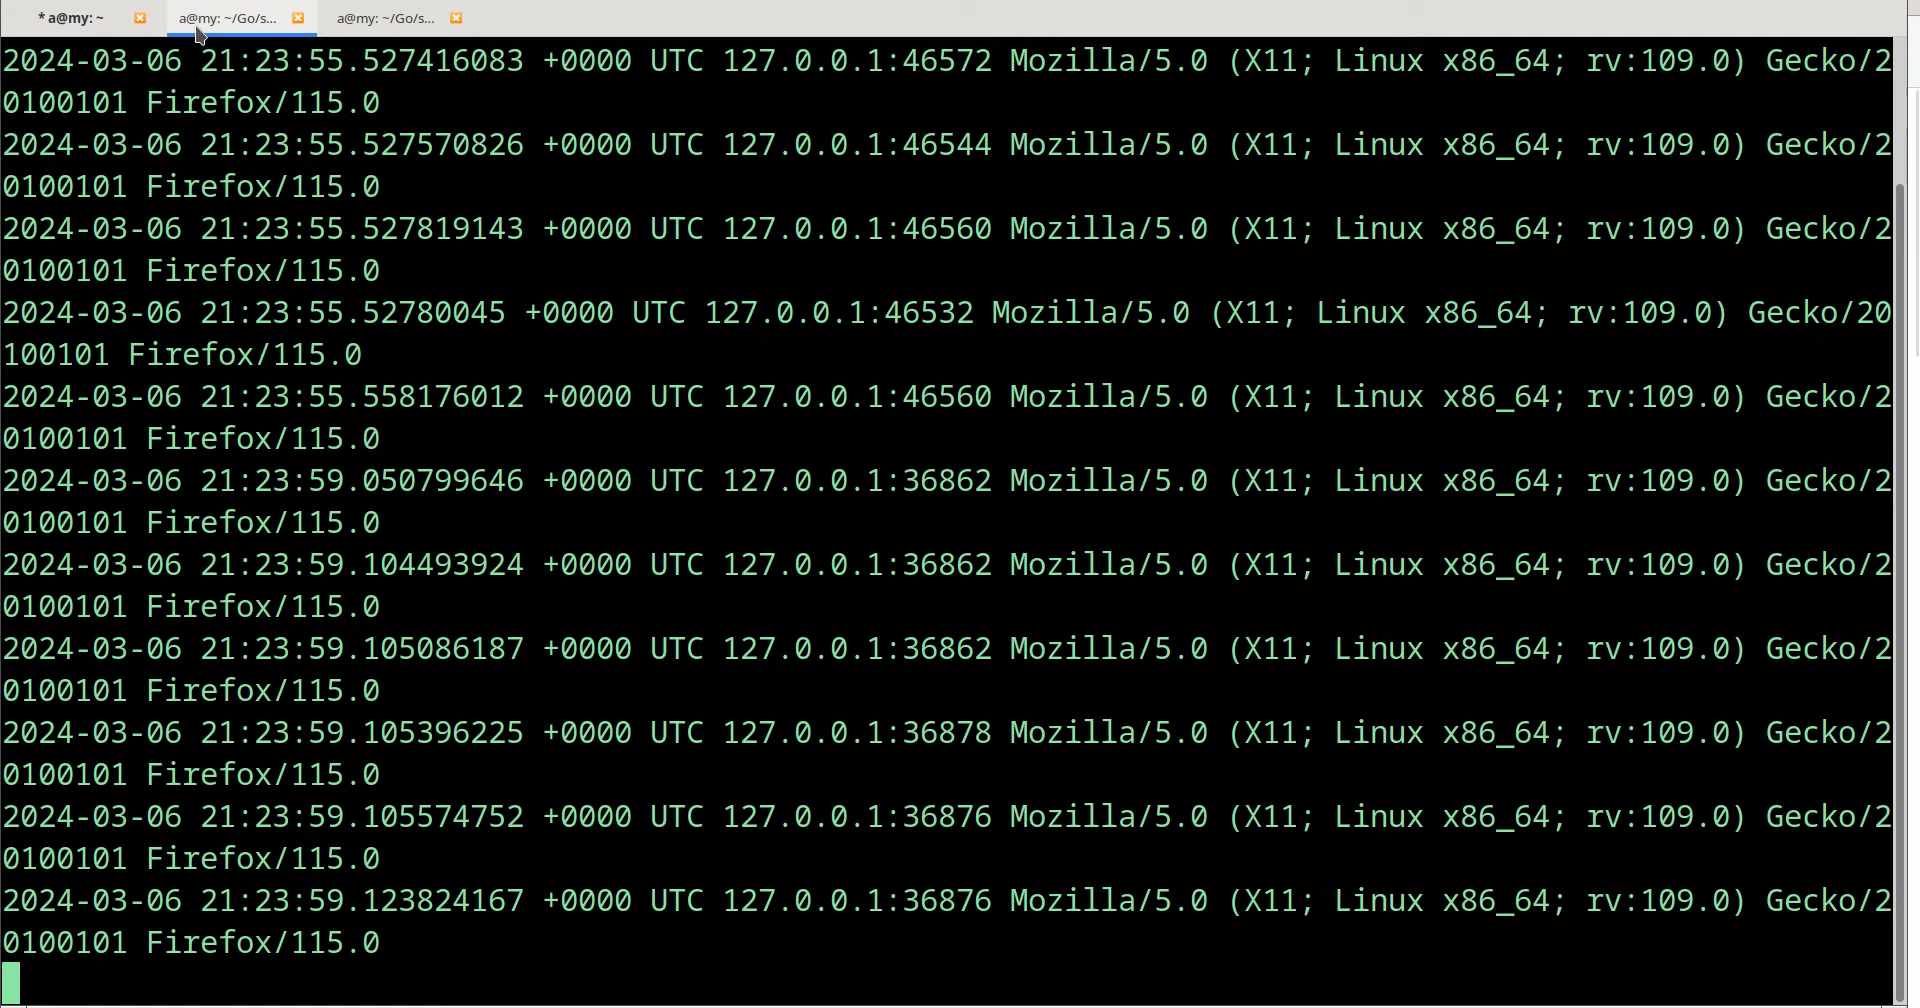 * a@my: ~ a@my: ~/Go/s... a@my: ~/Go/s...
2024-03-06 21:23:55.527416083 +0000 UTC 127.0.0.1:46572 Mozilla/5.0 (X11; Linux x86_64; rv:109.0) Gecko/2
0100101 Firefox/115.0
2024-03-06 21:23:55.527570826 +0000 UTC 127.0.0.1:46544 Mozilla/5.0 (X11; Linux x86_64; rv:109.0) Gecko/2
0100101 Firefox/115.0
2024-03-06 21:23:55.527819143 +0000 UTC 127.0.0.1:46560 Mozilla/5.0 (X11; Linux x86_64; rv:109.0) Gecko/2
0100101 Firefox/115.0
2024-03-06 21:23:55.52780045 +0000 UTC 127.0.0.1:46532 Mozilla/5.0 (X11; Linux x86_64; rv:109.0) Gecko/20
100101 Firefox/115.0
2024-03-06 21:23:55.558176012 +0000 UTC 127.0.0.1:46560 Mozilla/5.0 (X11; Linux x86_64; rv:109.0) Gecko/2
0100101 Firefox/115.0
2024-03-06 21:23:59.050799646 +0000 UTC 127.0.0.1:36862 Mozilla/5.0 (X11; Linux x86_64; rv:109.0) Gecko/2
0100101 Firefox/115.0
2024-03-06 21:23:59.104493924 +0000 UTC 127.0.0.1:36862 Mozilla/5.0 (X11; Linux x86_64; rv:109.0) Gecko/2
0100101 Firefox/115.0
2024-03-06 21:23:59.105086187 +0000 UTC 127.0.0.1:36862 Mozilla/5.0 (X11; Linux x86_64; rv:109.0) Gecko/2
0100101 Firefox/115.0
2024-03-06 21:23:59.105396225 +0000 UTC 127.0.0.1:36878 Mozilla/5.0 (X11; Linux x86_64; rv:109.0) Gecko/2
0100101 Firefox/115.0
2024-03-06 21:23:59.105574752 +0000 UTC 127.0.0.1:36876 Mozilla/5.0 (X11; Linux x86_64; rv:109.0) Gecko/2
0100101 Firefox/115.0
2024-03-06 21:23:59.123824167 +0000 UTC 127.0.0.1:36876 Mozilla/5.0 (X11; Linux x86_64; rv:109.0) Gecko/2
0100101 Firefox/115.0